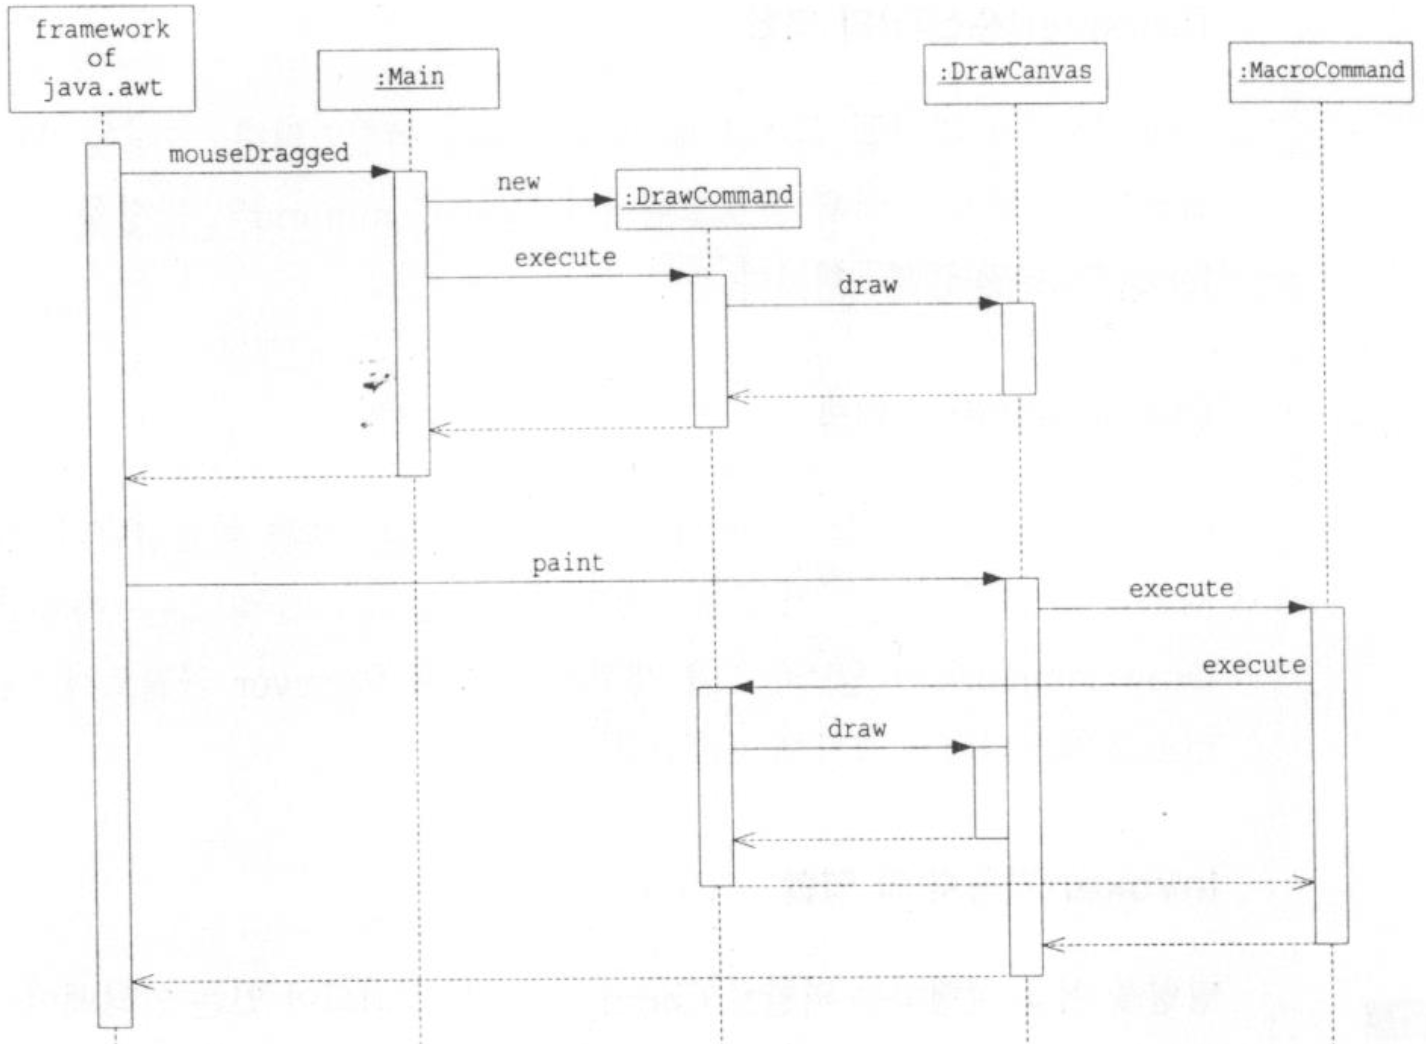 framework
of
java.awt
:Main
:DrawCanvas
:MacroCommand
mouseDragged
new
:DrawCommand
execute
draw
paint
execute
execute
draw